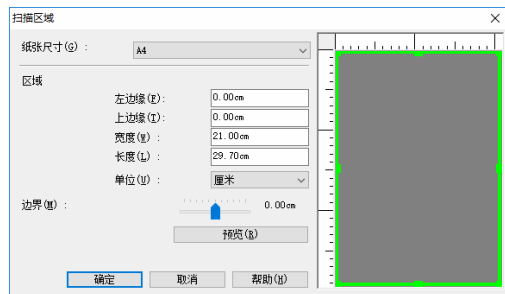 扫描区域
纸张尺寸(G) : A4
区域
左边缘(F): 0.00cm
上边缘(T): 0.00cm
宽度(W) : 21.00cm
长度(L) : 29.70cm
单位(U) : 厘米
边界(M) : 0.00cm
预览(R)
确定 取消 帮助(H)